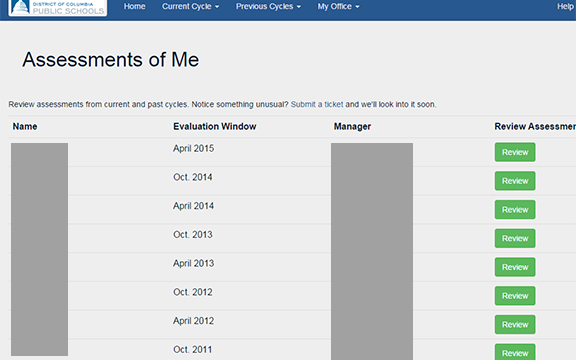 DISTRICT OF COLUMBIA
PUBLIC SCHOOLS
Home Current Cycle Previous Cycles My Office Help
Assessments of Me
Review assessments from current and past cycles. Notice something unusual? Submit a ticket and we'll look into it soon.
Name Evaluation Window Manager Review Assessmen
April 2015 Review
Oct. 2014 Review
April 2014 Review
Oct. 2013 Review
April 2013 Review
Oct. 2012 Review
April 2012 Review
Oct. 2011 Review